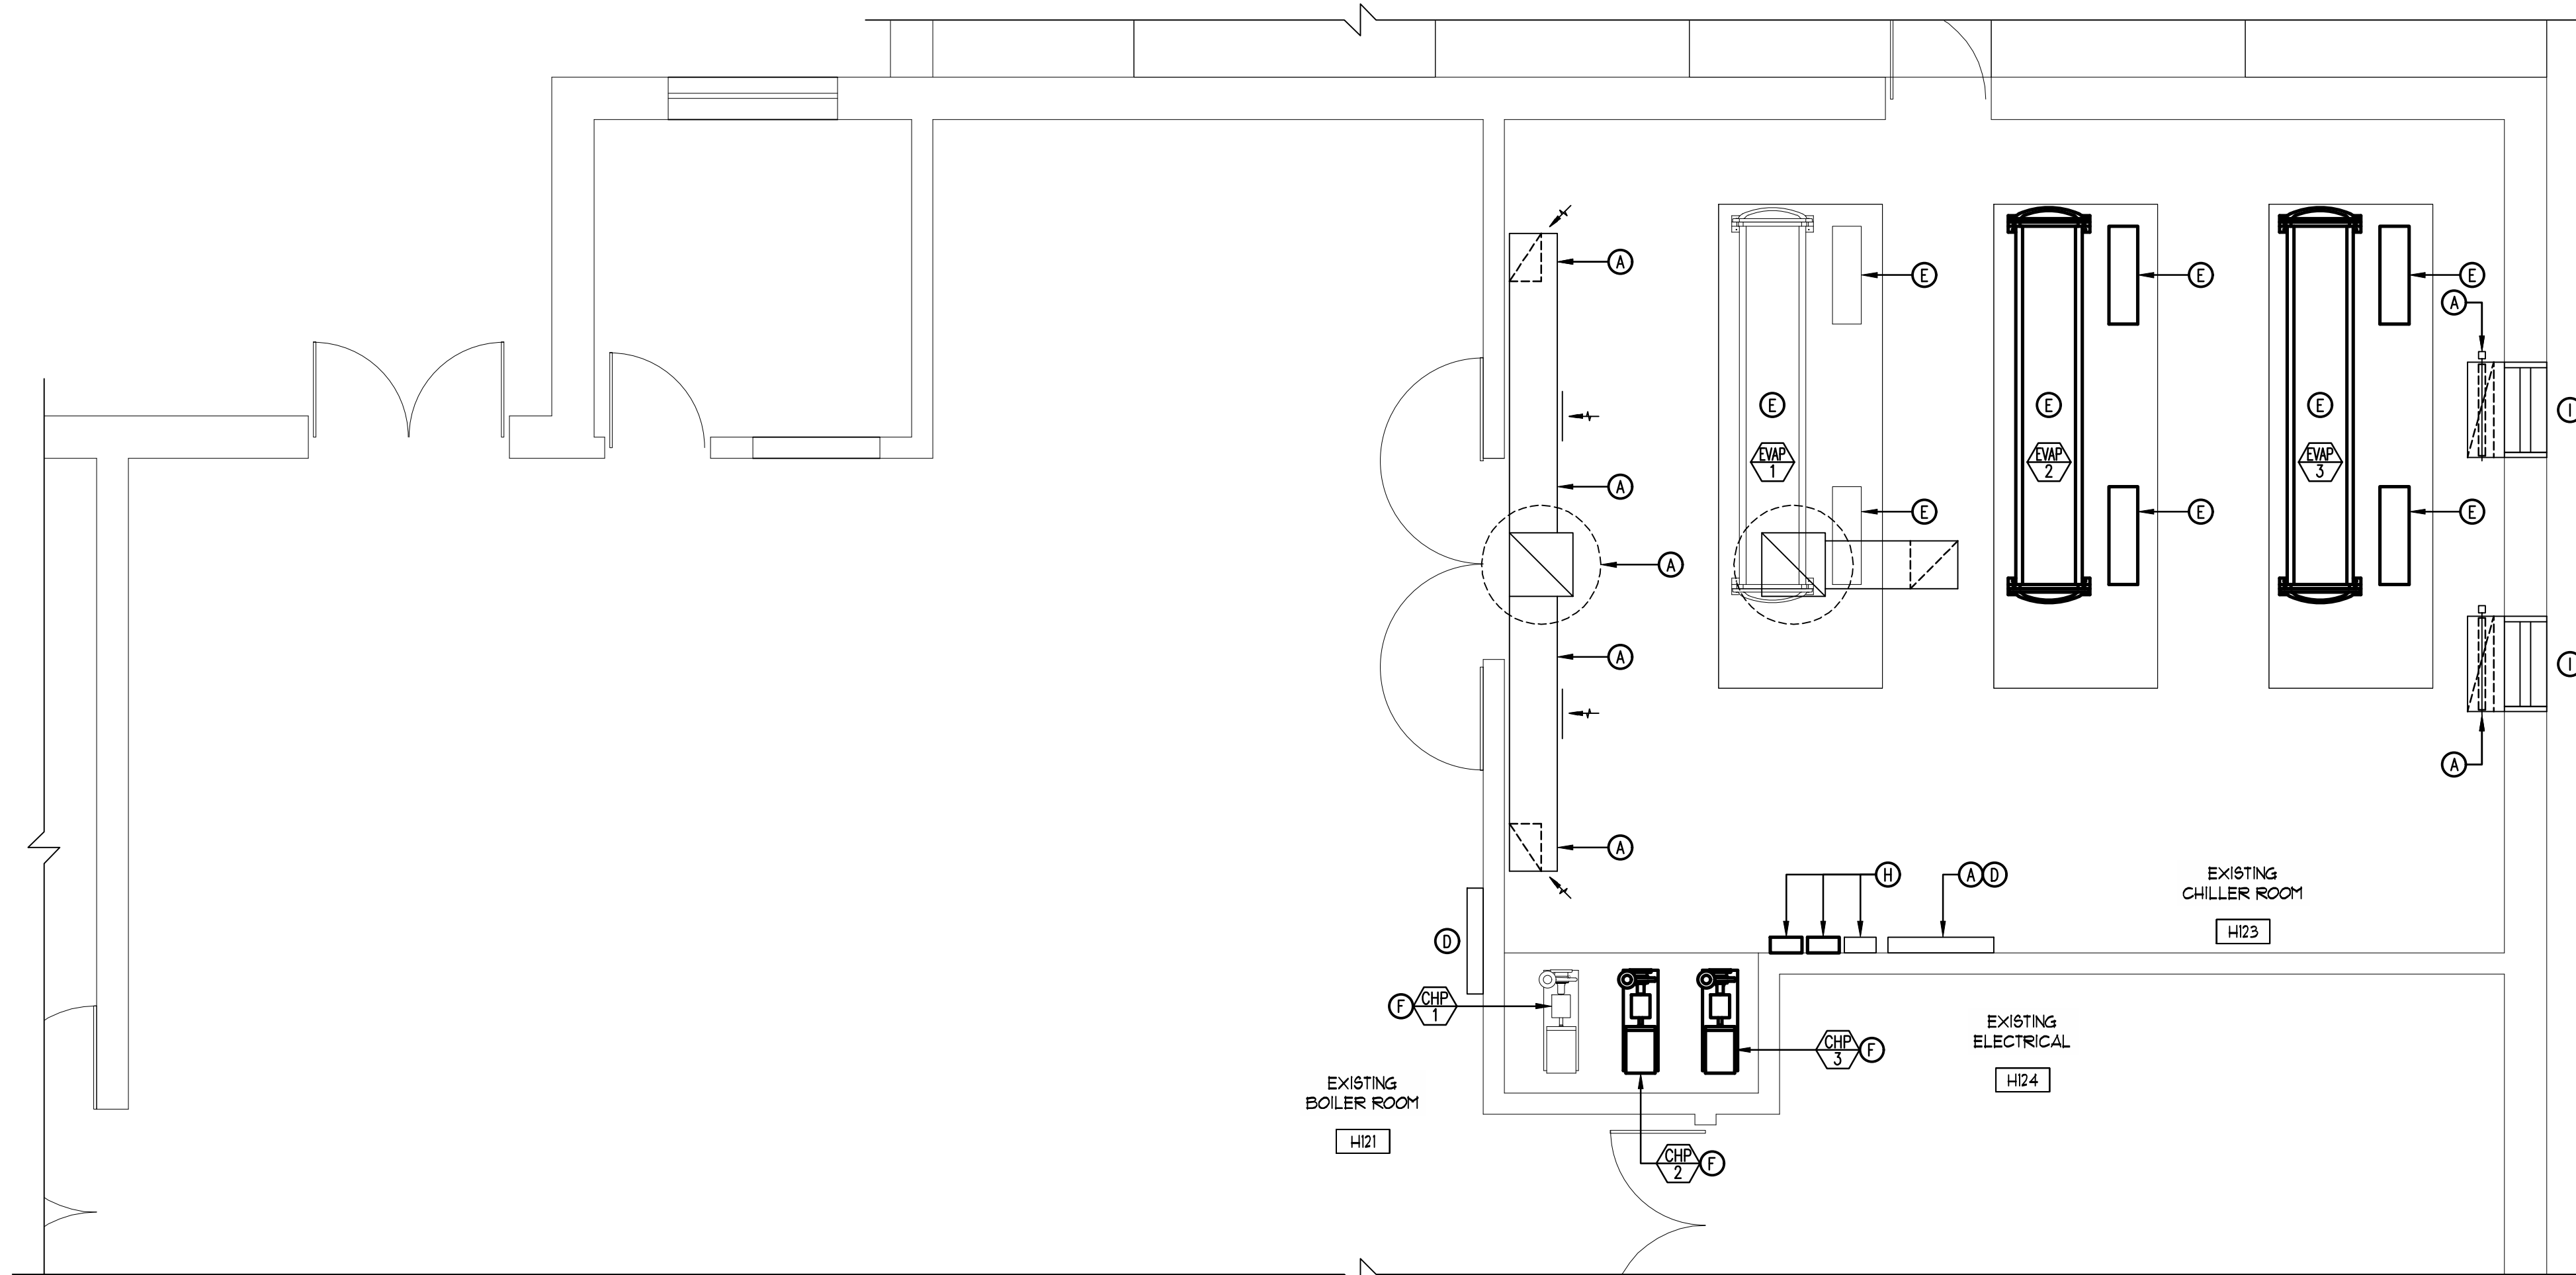 A
E
E
E
A
E
E
E
I
EVAP
1
EVAP
2
EVAP
3
A
E
E
E
A
A
I
A
A
H
A D
EXISTING
CHILLER ROOM
H123
D
F CHP
1
EXISTING
ELECTRICAL
H124
CHP
3 F
EXISTING
BOILER ROOM
H121
CHP
2 F